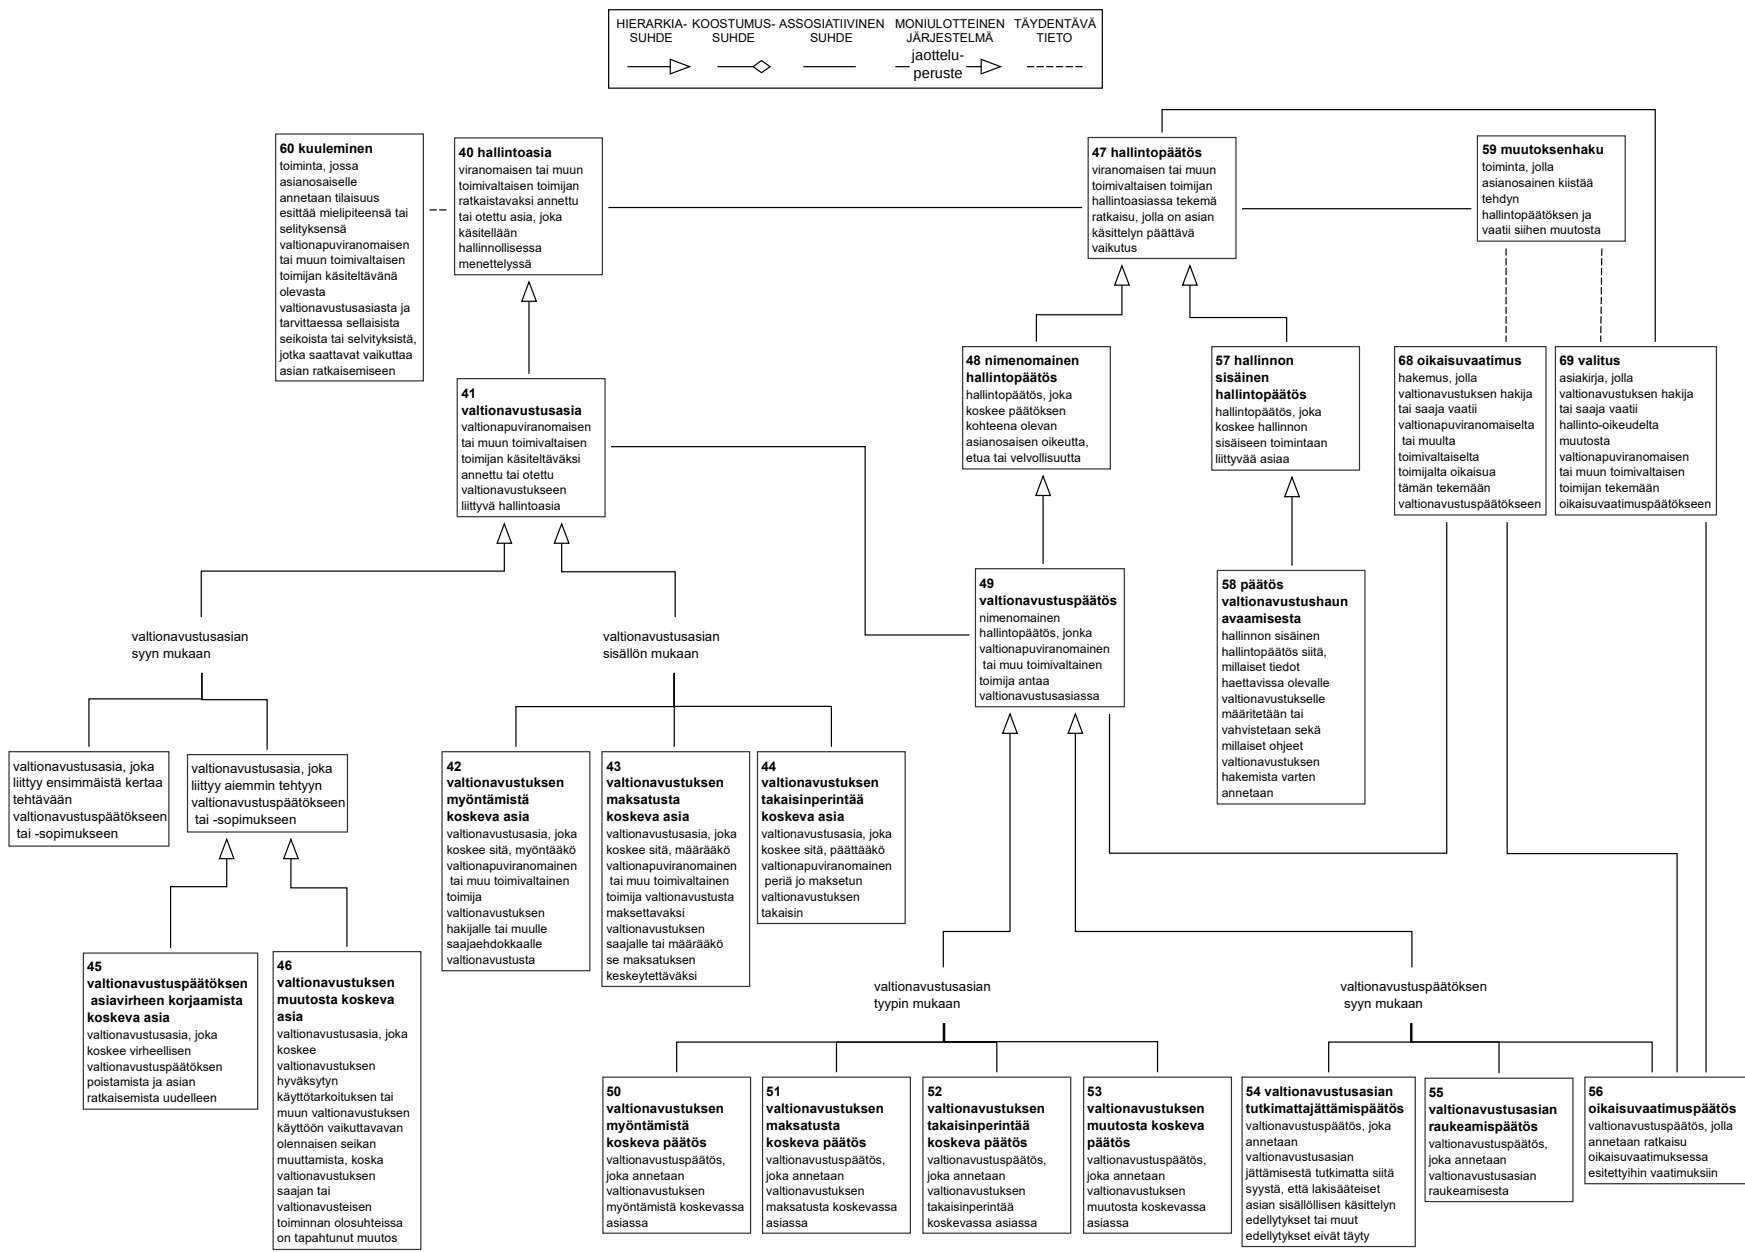 HIERARKIA-
SUHDE
KOOSTUMUS-
SUHDE
ASSOSIATIIVINEN
SUHDE
MONIULOTTEINEN
JÄRJESTELMÄ
jaottelu-
peruste
TÄYDENTÄVÄ
TIETO
60 kuuleminen
toiminta, jossa
asianosaiselle
annetaan tilaisuus
esittää mielipiteensä tai
selityksensä
valtionapuviranomaisen
tai muun toimivaltaisen
toimijan käsiteltävänä
olevasta
valtionavustusasiasta ja
tarvittaessa sellaisista
seikoista tai selvityksistä,
jotka saattavat vaikuttaa
asian ratkaisemiseen
40 hallintoasia
viranomaisen tai muun
toimivaltaisen toimijan
ratkaistavaksi annettu
tai otettu asia, joka
käsitellään
hallinnollisessa
menettelyssä
47 hallintopäätös
viranomaisen tai muun
toimivaltaisen toimijan
hallintoasiassa tekemä
ratkaisu, jolla on asian
käsittelyn päättävä
vaikutus
59 muutoksenhaku
toiminta, jolla
asianosainen kiistää
tehdyn
hallintopäätöksen ja
vaatii siihen muutosta
41
valtionavustusasia
valtionapuviranomaisen
tai muun toimivaltaisen
toimijan käsiteltäväksi
annettu tai otettu
valtionavustukseen
liittyvä hallintoasia
48 nimenomainen
hallintopäätös
hallintopäätös, joka
koskee päätöksen
kohteena olevan
asianosaisen oikeutta,
etua tai velvollisuutta
57 hallinnon
sisäinen
hallintopäätös
hallintopäätös, joka
koskee hallinnon
sisäiseen toimintaan
liittyvää asiaa
68 oikaisuvaatimus
hakemus, jolla
valtionavustuksen hakija
tai saaja vaatii
valtionapuviranomaiselta
tai muulta
toimivaltaiselta
toimijalta oikaisua
tämän tekemään
valtionavustuspäätökseen
69 valitus
asiakirja, jolla
valtionavustuksen hakija
tai saaja vaatii
hallinto-oikeudelta
muutosta
valtionapuviranomaisen
tai muun toimivaltaisen
toimijan tekemään
oikaisuvaatimuspäätökseen
49
valtionavustuspäätös
nimenomainen
hallintopäätös, jonka
valtionapuviranomainen
tai muu toimivaltainen
toimija antaa
valtionavustusasiassa
58 päätös
valtionavustushaun
avaamisesta
hallinnon sisäinen
hallintopäätös siitä,
millaiset tiedot
haettavissa olevalle
valtionavustukselle
määritetään tai
vahvistetaan sekä
millaiset ohjeet
valtionavustuksen
hakemista varten
annetaan
valtionavustusasian
syyn mukaan
valtionavustusasian
sisällön mukaan
valtionavustusasia, joka
liittyy ensimmäistä kertaa
tehtävään
valtionavustuspäätökseen
tai -sopimukseen
valtionavustusasia, joka
liittyy aiemmin tehtyyn
valtionavustuspäätökseen
tai -sopimukseen
42
valtionavustuksen
myöntämistä
koskeva asia
valtionavustusasia, joka
koskee sitä, myöntääkö
valtionapuviranomainen
tai muu toimivaltainen
toimija
valtionavustuksen
hakijalle tai muulle
saajaehdokkaalle
valtionavustusta
43
valtionavustuksen
maksatusta
koskeva asia
valtionavustusasia, joka
koskee sitä, määrääkö
valtionapuviranomainen
tai muu toimivaltainen
toimija valtionavustusta
maksettavaksi
valtionavustuksen
saajalle tai määrääkö
se maksatuksen
keskeytettäväksi
44
valtionavustuksen
takaisinperintää
koskeva asia
valtionavustusasia, joka
koskee sitä, päättääkö
valtionapuviranomainen
periä jo maksetun
valtionavustuksen
takaisin
45
valtionavustuspäätöksen
asiavirheen korjaamista
koskeva asia
valtionavustusasia, joka
koskee virheellisen
valtionavustuspäätöksen
poistamista ja asian
ratkaisemista uudelleen
46
valtionavustuksen
muutosta koskeva
asia
valtionavustusasia, joka
koskee
valtionavustuksen
hyväksytyn
käyttötarkoituksen tai
muun valtionavustuksen
käyttöön vaikuttavavan
olennaisen seikan
muuttamista, koska
valtionavustuksen
saajan tai
valtionavusteisen
toiminnan olosuhteissa
on tapahtunut muutos
valtionavustusasian
tyypin mukaan
valtionavustuspäätöksen
syyn mukaan
50
valtionavustuksen
myöntämistä
koskeva päätös
valtionavustuspäätös,
joka annetaan
valtionavustuksen
myöntämistä koskevassa
asiassa
51
valtionavustuksen
maksatusta
koskeva päätös
valtionavustuspäätös,
joka annetaan
valtionavustuksen
maksatusta koskevassa
asiassa
52
valtionavustuksen
takaisinperintää
koskeva päätös
valtionavustuspäätös,
joka annetaan
valtionavustuksen
takaisinperintää
koskevassa asiassa
53
valtionavustuksen
muutosta koskeva
päätös
valtionavustuspäätös,
joka annetaan
valtionavustuksen
muutosta koskevassa
asiassa
54 valtionavustusasian
tutkimattajättämispäätös
valtionavustuspäätös, joka
annetaan
valtionavustusasian
jättämisestä tutkimatta siitä
syystä, että lakisääteiset
asian sisällöllisen käsittelyn
edellytykset tai muut
edellytykset eivät täyty
55
valtionavustusasian
raukeamispäätös
valtionavustuspäätös,
joka annetaan
valtionavustusasian
raukeamisesta
56
oikaisuvaatimuspäätös
valtionavustuspäätös, jolla
annetaan ratkaisu
oikaisuvaatimuksessa
esitettyihin vaatimuksiin